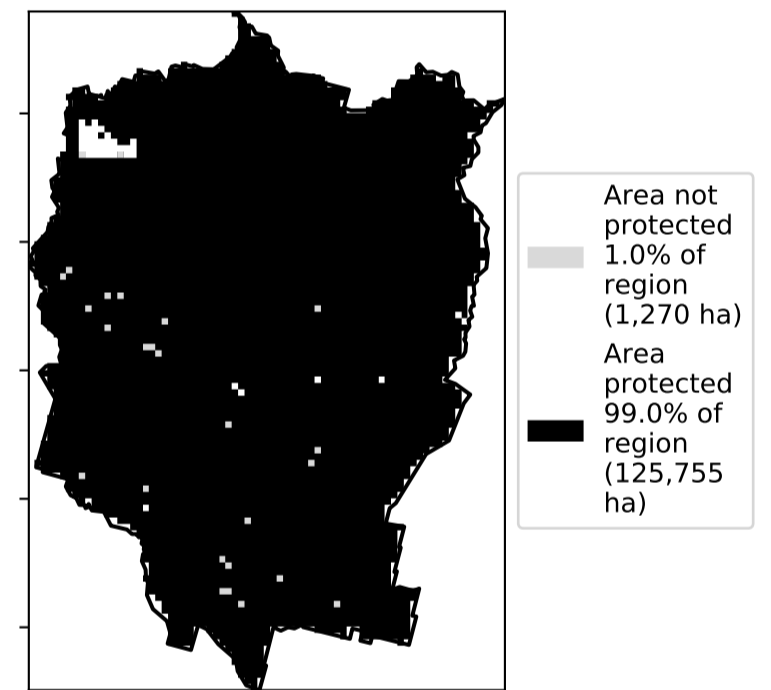 Area not
protected
1.0% of
region
(1,270 ha)
Area
protected
99.0% of
region
(125,755
ha)